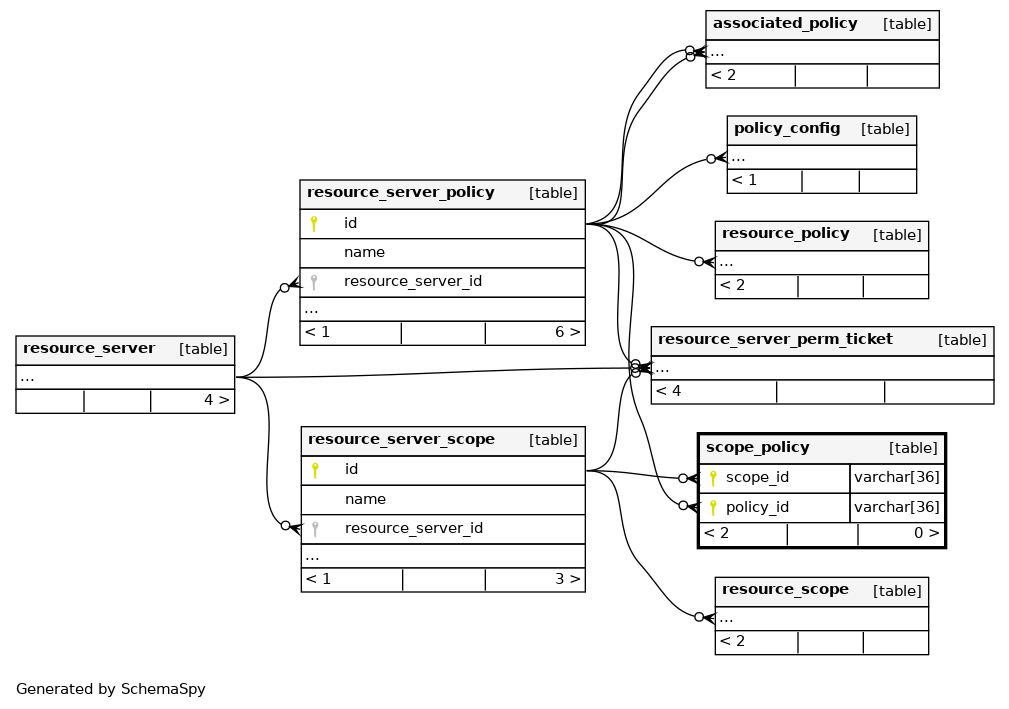 associated_policy [table]
...
< 2
policy_config [table]
...
< 1
resource_server_policy [table]
id
name
resource_server_id
...
< 1 6 >
resource_policy [table]
...
< 2
resource_server [table]
...
4 >
resource_server_perm_ticket [table]
...
< 4
resource_server_scope [table]
id
name
resource_server_id
...
< 1 3 >
scope_policy [table]
scope_id varchar[36]
policy_id varchar[36]
< 2 0 >
resource_scope [table]
...
< 2
Generated by SchemaSpy